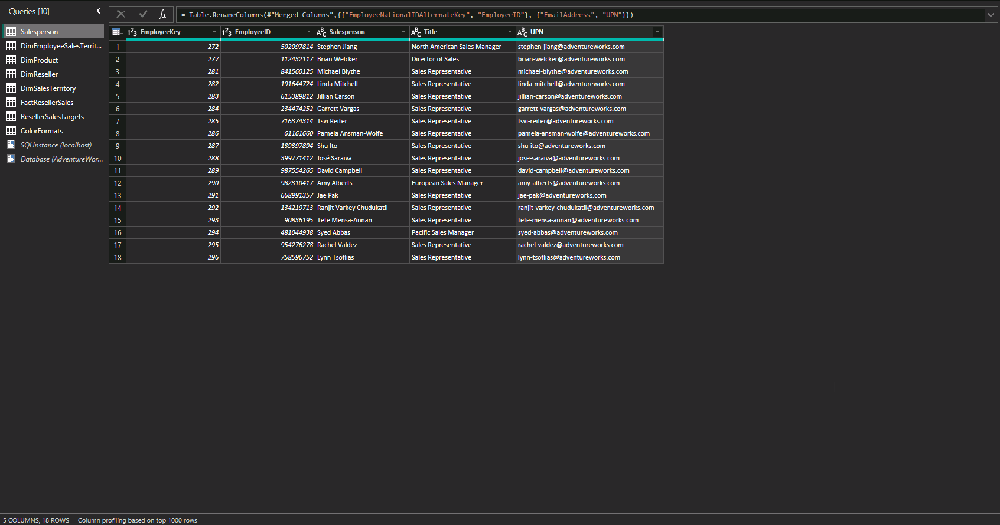 Queries [10]
Salesperson
DimEmployeeSalesTerrit...
DimProduct
DimReseller
DimSalesTerritory
FactResellerSales
ResellerSalesTargets
ColorFormats
SQLInstance (localhost)
Database (AdventureWor...
fx
= Table.RenameColumns(#"Merged Columns",{{"EmployeeNationalIDAlternateKey", "EmployeeID"}, {"EmailAddress", "UPN"}})
123 EmployeeKey 123 EmployeeID ABC Salesperson ABC Title ABC UPN
1 272 502097814 Stephen Jiang North American Sales Manager stephen-jiang@adventureworks.com
2 277 112432117 Brian Welcker Director of Sales brian-welcker@adventureworks.com
3 281 841560125 Michael Blythe Sales Representative michael-blythe@adventureworks.com
4 282 191644724 Linda Mitchell Sales Representative linda-mitchell@adventureworks.com
5 283 615389812 Jillian Carson Sales Representative jillian-carson@adventureworks.com
6 284 234474252 Garrett Vargas Sales Representative garrett-vargas@adventureworks.com
7 285 716374314 Tsvi Reiter Sales Representative tsvi-reiter@adventureworks.com
8 286 61161660 Pamela Ansman-Wolfe Sales Representative pamela-ansman-wolfe@adventureworks.com
9 287 139397894 Shu Ito Sales Representative shu-ito@adventureworks.com
10 288 399771412 José Saraiva Sales Representative jose-saraiva@adventureworks.com
11 289 987554265 David Campbell Sales Representative david-campbell@adventureworks.com
12 290 982310417 Amy Alberts European Sales Manager amy-alberts@adventureworks.com
13 291 668991357 Jae Pak Sales Representative jae-pak@adventureworks.com
14 292 134219713 Ranjit Varkey Chudukatil Sales Representative ranjit-varkey-chudukatil@adventureworks.com
15 293 90836195 Tete Mensa-Annan Sales Representative tete-mensa-annan@adventureworks.com
16 294 481044938 Syed Abbas Pacific Sales Manager syed-abbas@adventureworks.com
17 295 954276278 Rachel Valdez Sales Representative rachel-valdez@adventureworks.com
18 296 758596752 Lynn Tsoflias Sales Representative lynn-tsoflias@adventureworks.com
5 COLUMNS, 18 ROWS Column profiling based on top 1000 rows